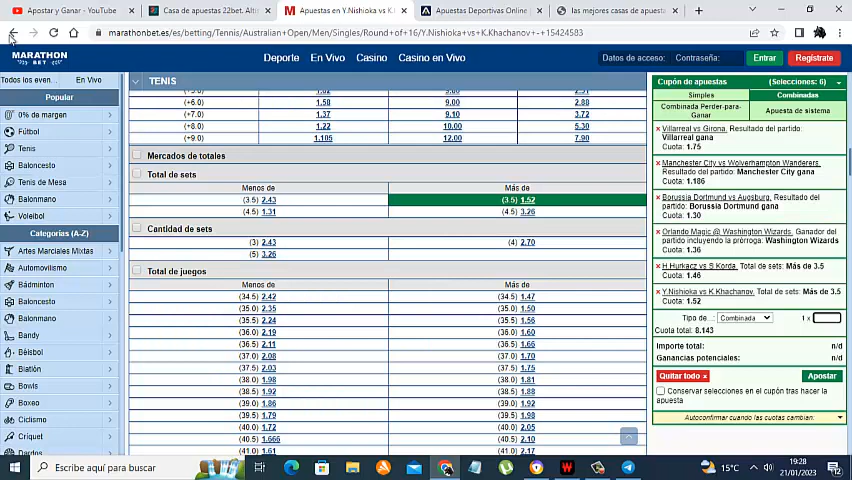 Apostar y Ganar - YouTube
Casa de apuestas 22bet. Alti
Apuestas en Y.Nishioka vs K.
Apuestas Deportivas Online
las mejores casas de apuesta
marathonbet.es/es/betting/Tennis/Australian+Open/Men/Singles/Round+of+16/Y.Nishioka+vs+K.Khachanov+-+15424583
MARATHON
BET
Deporte En Vivo Casino Casino en Vivo
Datos de acceso: Contraseña: Entrar Regístrate
Todos los even... En Vivo
Popular
0% de margen
Fútbol
Tenis
Baloncesto
Tenis de Mesa
Balonmano
Voleibol
Categorías (A-Z)
Artes Marciales Mixtas
Automovilismo
Bádminton
Baloncesto
Balonmano
Bandy
Béisbol
Biatlón
Bowls
Boxeo
Ciclismo
Críquet
Dardos
TENIS
(+6.0) 1.58 9.00 2.88
(+7.0) 1.37 9.10 3.72
(+8.0) 1.22 10.00 5.30
(+9.0) 1.105 12.00 7.90
Mercados de totales
Total de sets
Menos de Más de
(3.5) 2.43 (3.5) 1.52
(4.5) 1.31 (4.5) 3.26
Cantidad de sets
(3) 2.43 (4) 2.70
(5) 3.26
Total de juegos
Menos de Más de
(34.5) 2.42 (34.5) 1.47
(35.0) 2.35 (35.0) 1.50
(35.5) 2.24 (35.5) 1.56
(36.0) 2.19 (36.0) 1.60
(36.5) 2.11 (36.5) 1.66
(37.0) 2.08 (37.0) 1.70
(37.5) 2.03 (37.5) 1.75
(38.0) 1.98 (38.0) 1.81
(38.5) 1.92 (38.5) 1.88
(39.0) 1.86 (39.0) 1.92
(39.5) 1.79 (39.5) 1.98
(40.0) 1.72 (40.0) 2.05
(40.5) 1.666 (40.5) 2.10
(41.0) 1.61 (41.0) 2.17
Cupón de apuestas (Selecciones: 6)
Simples Combinadas
Combinada Perder-para-Ganar Apuesta de sistema
Villarreal vs Girona. Resultado del
partido: Villarreal gana
Cuota: 1.75
Manchester City vs Wolverhampton Wanderers.
Resultado del partido: Manchester City gana
Cuota: 1.186
Borussia Dortmund vs Augsburg. Resultado del
partido: Borussia Dortmund gana
Cuota: 1.30
Orlando Magic @ Washington Wizards. Ganador del
partido incluyendo la prórroga: Washington Wizards
Cuota: 1.36
H.Hurkacz vs S.Korda. Total de sets: Más de 3.5
Cuota: 1.46
Y.Nishioka vs K.Khachanov. Total de sets: Más de 3.5
Cuota: 1.52
Tipo de...: Combinada 1 x
Cuota total: 8.143
Importe total: n/d
Ganancias potenciales: n/d
Quitar todo x Apostar
Conservar selecciones en el cupón tras hacer la
apuesta
Autoconfirmar cuando las cuotas cambian:
Escribe aquí para buscar
15°C
19:28
21/01/2023